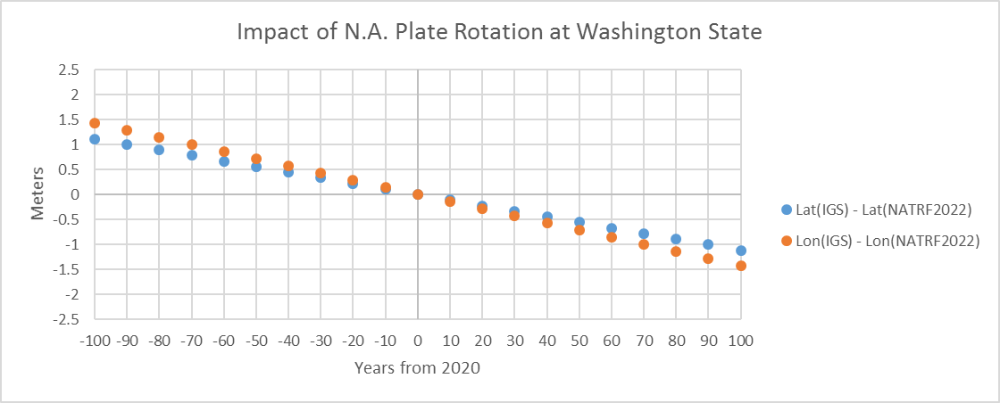 Impact of N.A. Plate Rotation at Washington State
2.5
2
1.5
1
0.5
0
-0.5
-1
-1.5
-2
-2.5
Meters
-100 -90 -80 -70 -60 -50 -40 -30 -20 -10 0 10 20 30 40 50 60 70 80 90 100
Years from 2020
Lat(IGS) - Lat(NATRF2022)
Lon(IGS) - Lon(NATRF2022)